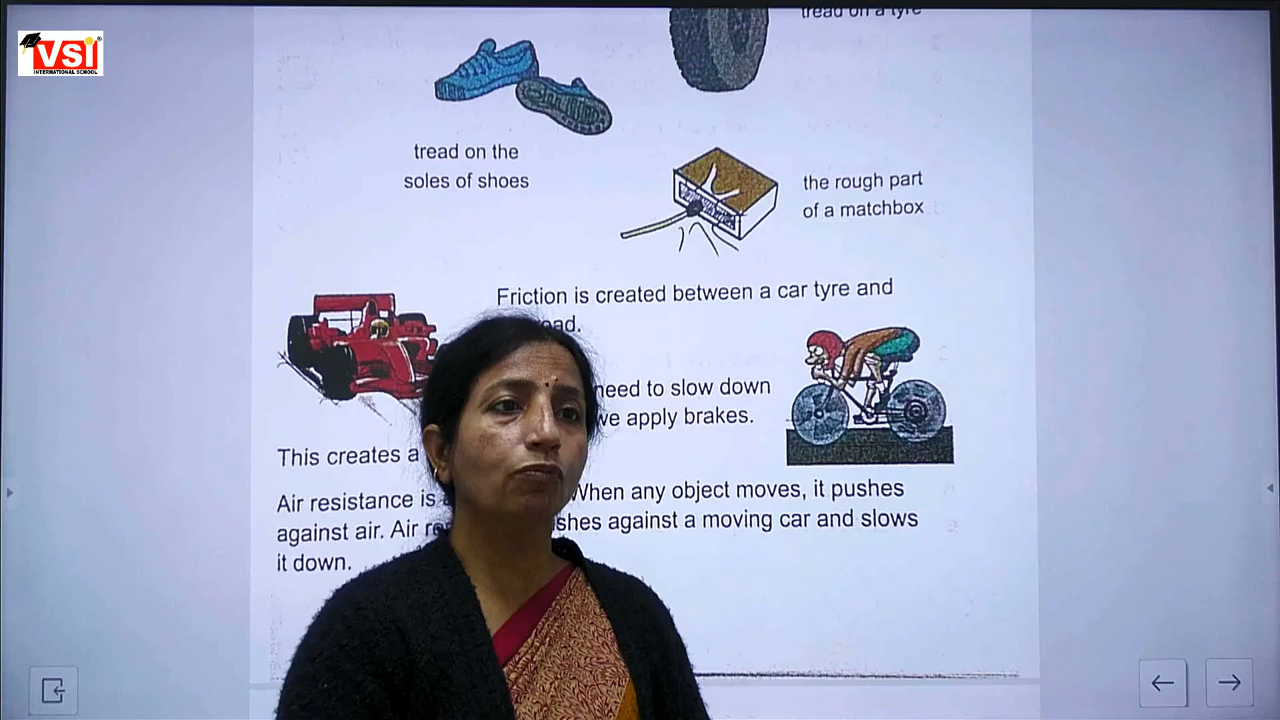 VSI
INTERNATIONAL SCHOOL
tread on a tyre
tread on the
soles of shoes
the rough part
of a matchbox
Friction is created between a car tyre and
need to slow down
we apply brakes.
This creates a
Air resistance is When any object moves, it pushes
against air. Air against a moving car and slows
it down.